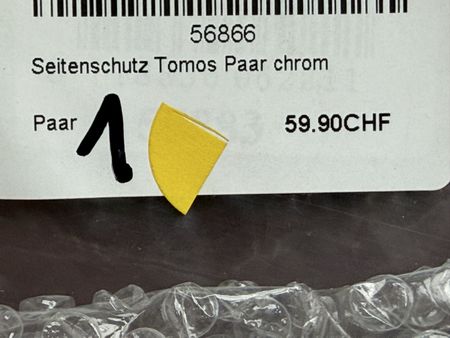 56866
Seitenschutz Tomos Paar chrom
Paar 1. 59.90CHF